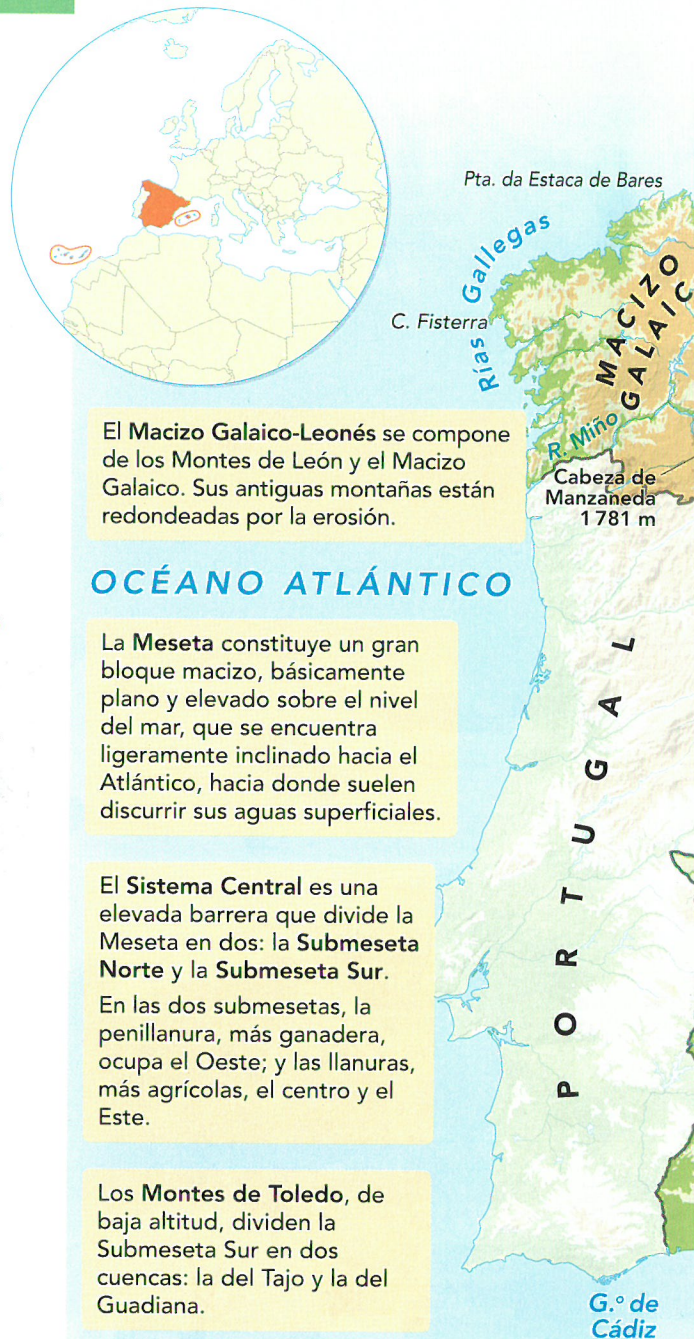 Pta. da Estaca de Bares
Rías Gallegas
C. Fisterra
MACIZO
GALAIC
R. Miño
Cabeza de
Manzaneda
1 781 m
El Macizo Galaico-Leonés se compone
de los Montes de León y el Macizo
Galaico. Sus antiguas montañas están
redondeadas por la erosión.
OCÉANO ATLÁNTICO
La Meseta constituye un gran
bloque macizo, básicamente
plano y elevado sobre el nivel
del mar, que se encuentra
ligeramente inclinado hacia el
Atlántico, hacia donde suelen
discurrir sus aguas superficiales.
PORTUGAL
El Sistema Central es una
elevada barrera que divide la
Meseta en dos: la Submeseta
Norte y la Submeseta Sur.
En las dos submesetas, la
penillanura, más ganadera,
ocupa el Oeste; y las llanuras,
más agrícolas, el centro y el
Este.
Los Montes de Toledo, de
baja altitud, dividen la
Submeseta Sur en dos
cuencas: la del Tajo y la del
Guadiana.
G.º de
Cádiz